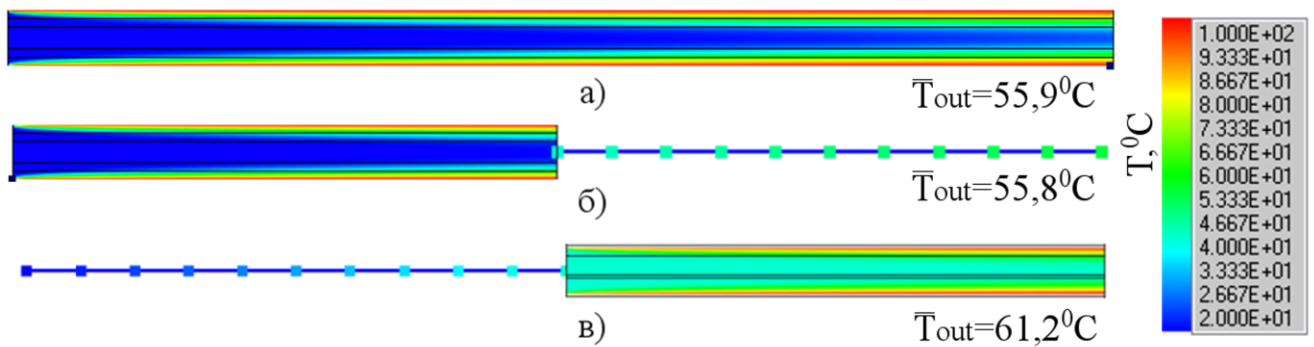 а)
T̅out=55,9⁰C
б)
T̅out=55,8⁰C
в)
T̅out=61,2⁰C
T,⁰C
1.000E+02
9.333E+01
8.667E+01
8.000E+01
7.333E+01
6.667E+01
6.000E+01
5.333E+01
4.667E+01
4.000E+01
3.333E+01
2.667E+01
2.000E+01